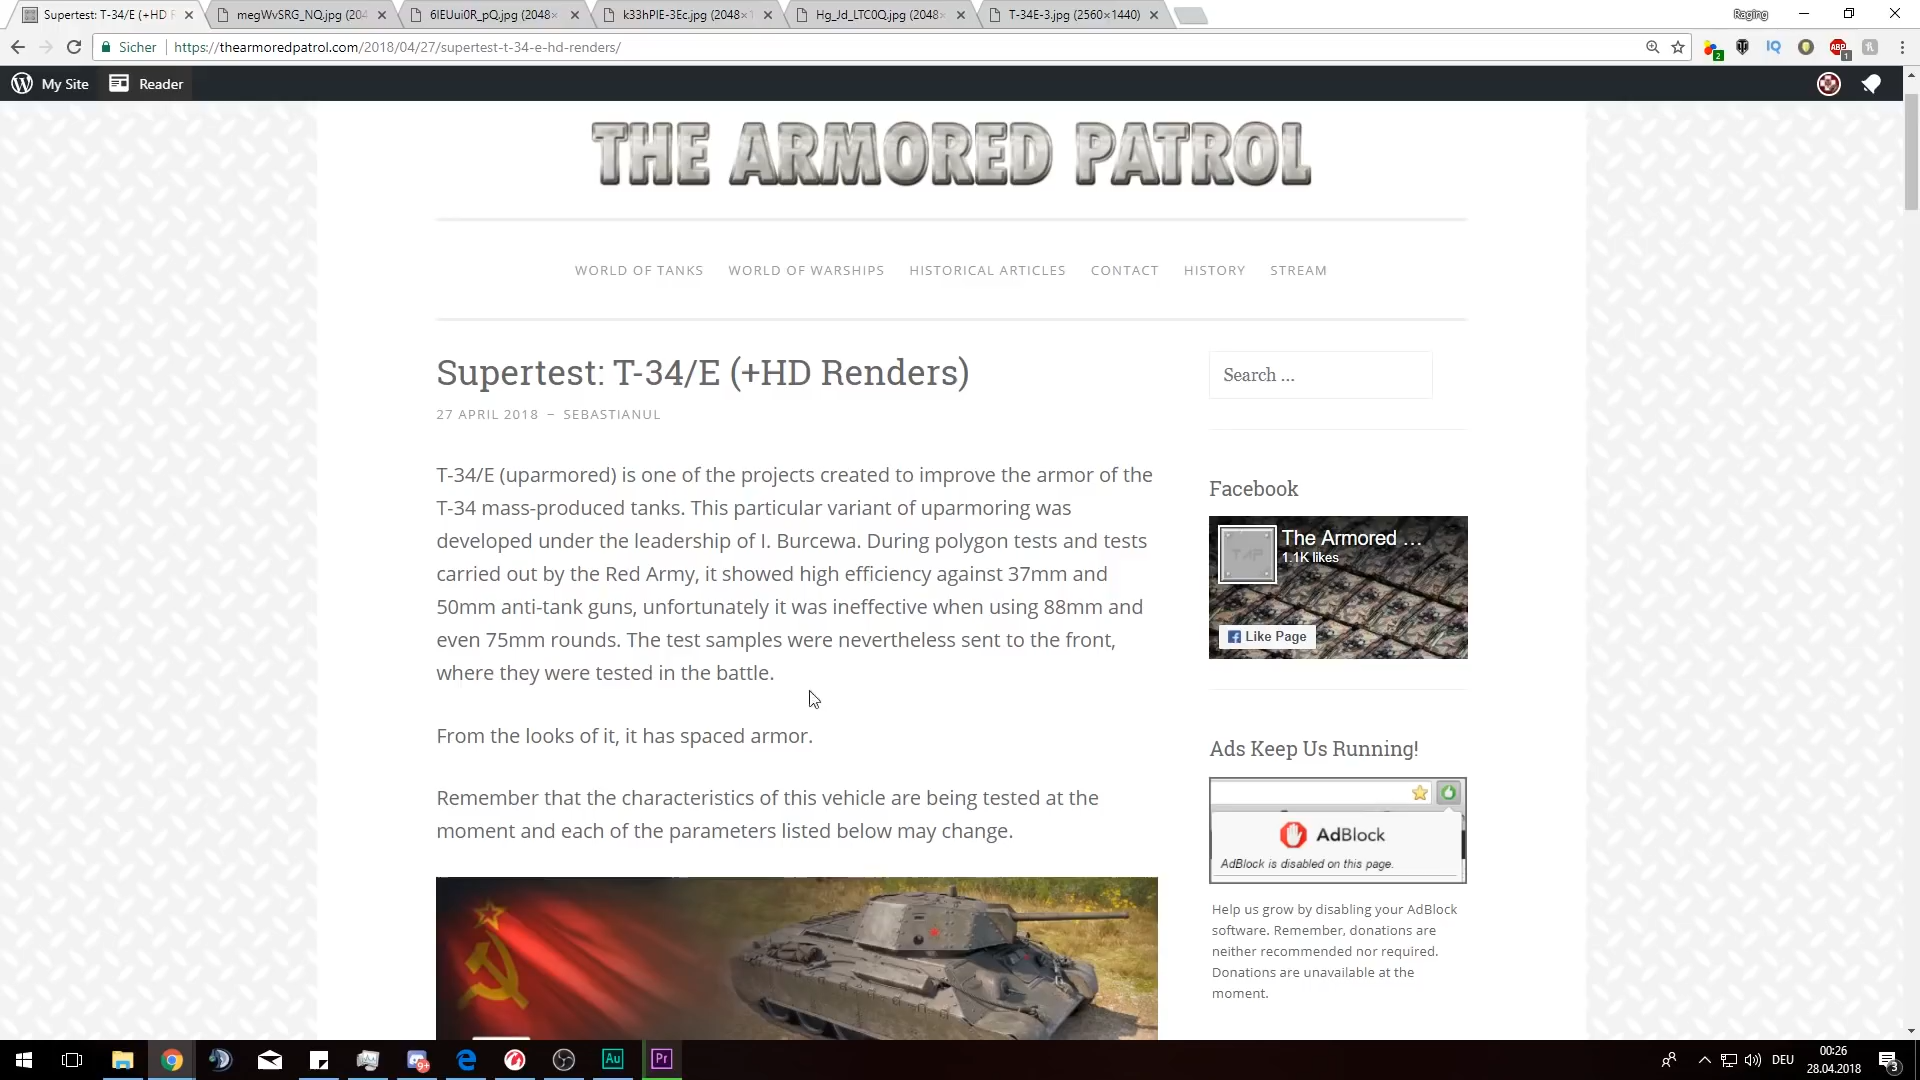 Supertest: T-34/E (+HD R
megWvSRG_NQ.jpg (204
6IEUui0R_pQ.jpg (2048×
k33hPIE-3Ec.jpg (2048×1
Hg_Jd_LTC0Q.jpg (2048×
T-34E-3.jpg (2560×1440)
Raging
Sicher
https://thearmoredpatrol.com/2018/04/27/supertest-t-34-e-hd-renders/
2
IQ
ABP
1
My Site
Reader
THE ARMORED PATROL
WORLD OF TANKS
WORLD OF WARSHIPS
HISTORICAL ARTICLES
CONTACT
HISTORY
STREAM
Supertest: T-34/E (+HD Renders)
27 APRIL 2018 – SEBASTIANUL
T-34/E (uparmored) is one of the projects created to improve the armor of the
T-34 mass-produced tanks. This particular variant of uparmoring was
developed under the leadership of I. Burcewa. During polygon tests and tests
carried out by the Red Army, it showed high efficiency against 37mm and
50mm anti-tank guns, unfortunately it was ineffective when using 88mm and
even 75mm rounds. The test samples were nevertheless sent to the front,
where they were tested in the battle.
From the looks of it, it has spaced armor.
Remember that the characteristics of this vehicle are being tested at the
moment and each of the parameters listed below may change.
Search ...
Facebook
TAP
The Armored ...
1.1K likes
Like Page
Ads Keep Us Running!
AdBlock
AdBlock is disabled on this page.
Help us grow by disabling your AdBlock
software. Remember, donations are
neither recommended nor required.
Donations are unavailable at the
moment.
9+
Au
Pr
DEU
00:26
28.04.2018
3